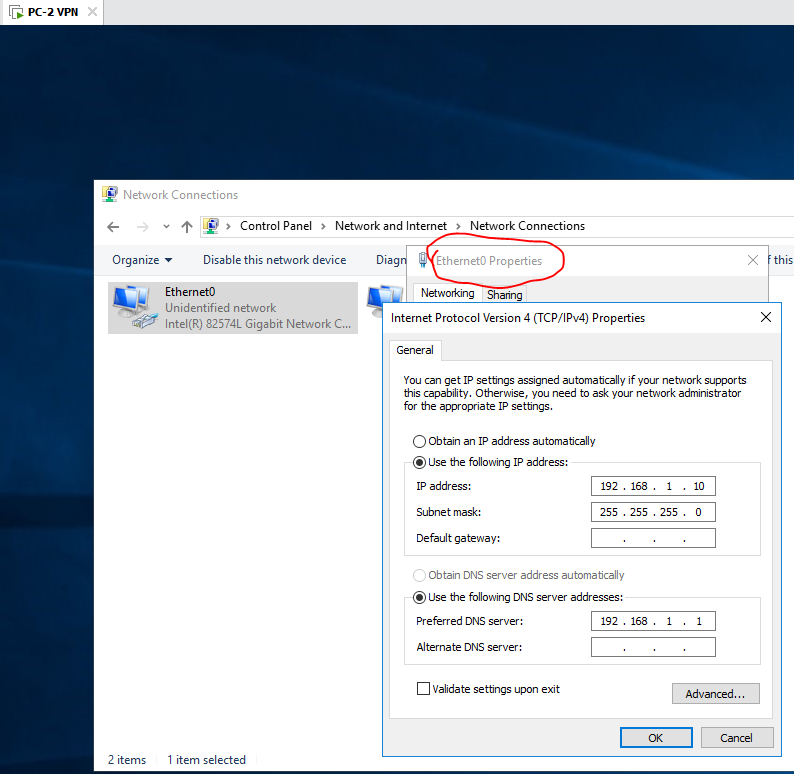 PC-2 VPN
Network Connections
Control Panel > Network and Internet > Network Connections
Organize Disable this network device Diagn f this
Ethernet0 Properties
Ethernet0
Unidentified network
Intel(R) 82574L Gigabit Network C...
Networking Sharing
Internet Protocol Version 4 (TCP/IPv4) Properties
General
You can get IP settings assigned automatically if your network supports
this capability. Otherwise, you need to ask your network administrator
for the appropriate IP settings.
Obtain an IP address automatically
Use the following IP address:
IP address: 192 . 168 . 1 . 10
Subnet mask: 255 . 255 . 255 . 0
Default gateway: . . .
Obtain DNS server address automatically
Use the following DNS server addresses:
Preferred DNS server: 192 . 168 . 1 . 1
Alternate DNS server: . . .
Validate settings upon exit
Advanced...
OK Cancel
2 items 1 item selected